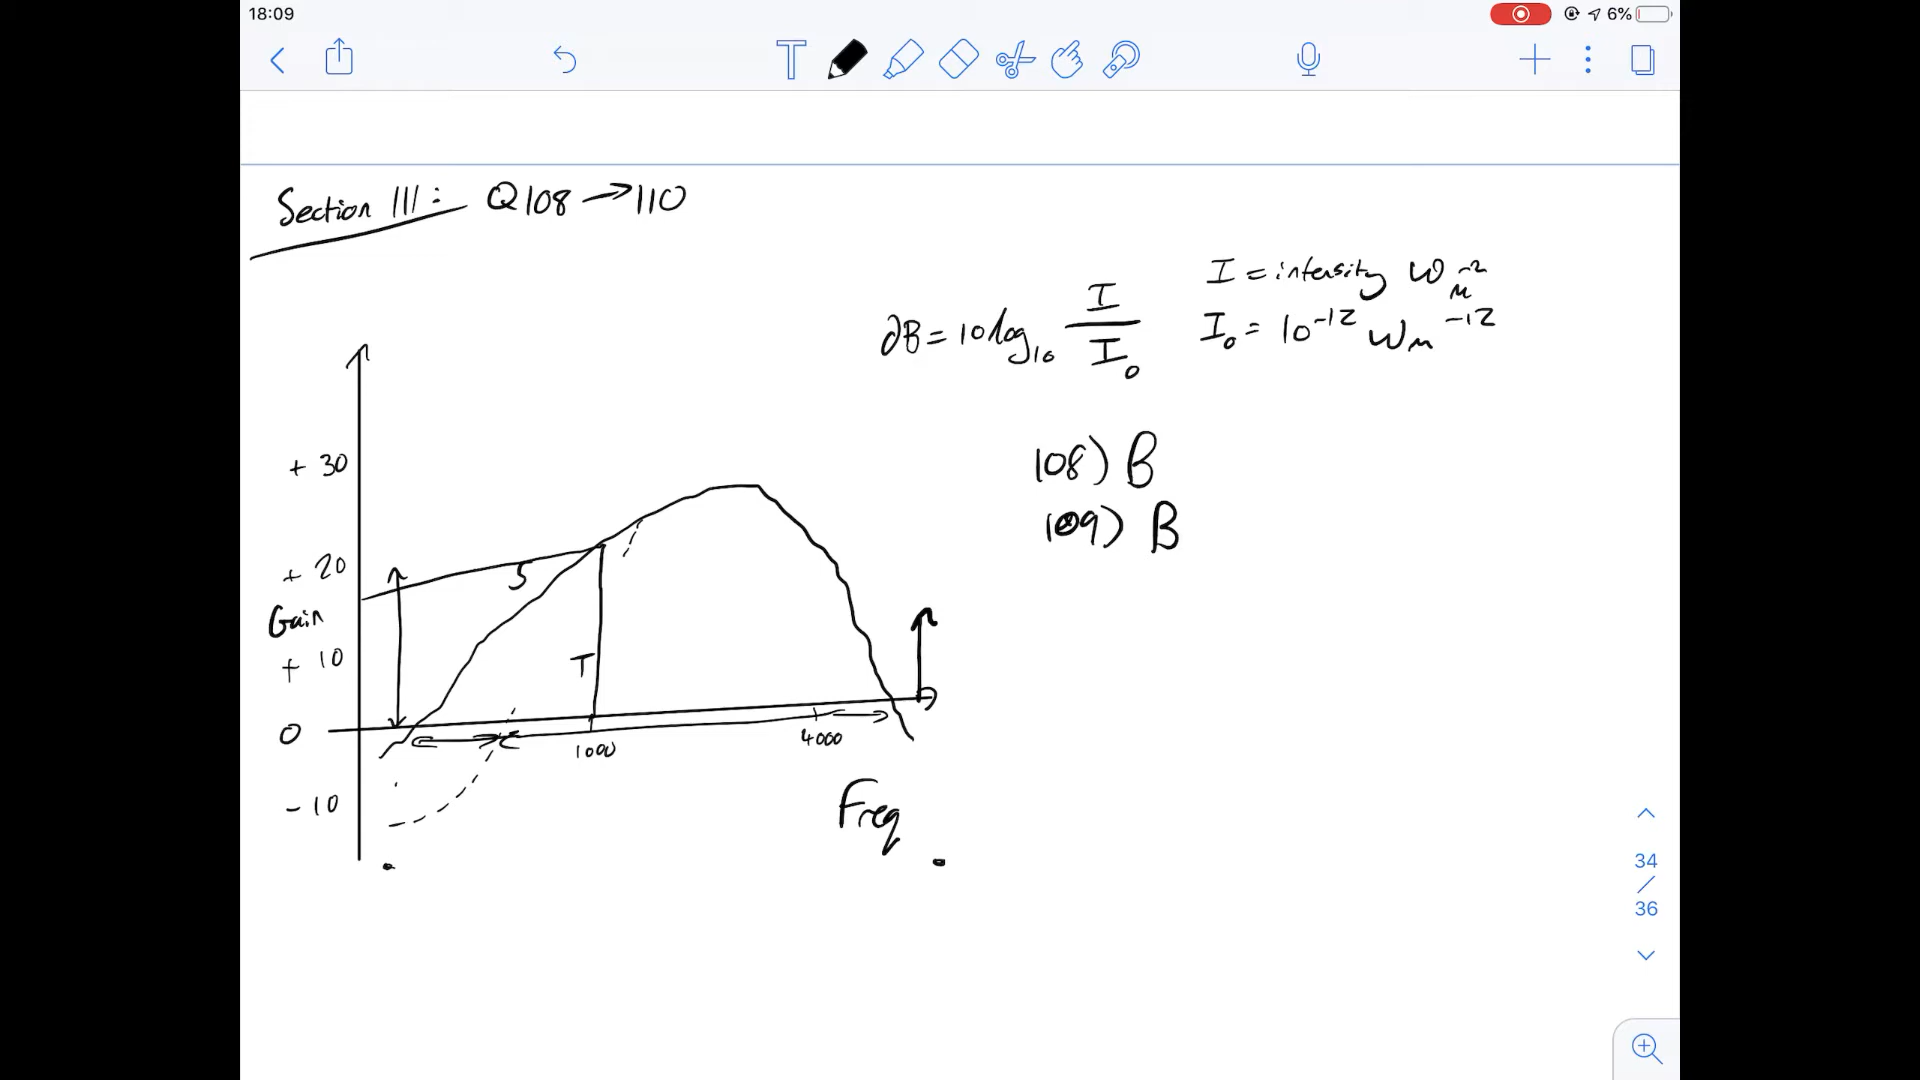 18:09
6%
Section III: Q108 → 110
I = intensity Wm⁻²
∂B = 10log₁₀ I/I₀
I₀ = 10⁻¹² Wm⁻¹²
+ 30
108) B
109) B
+ 20
S
Gain
+ 10
T
0
1000
4000
- 10
Freq
34
/
36